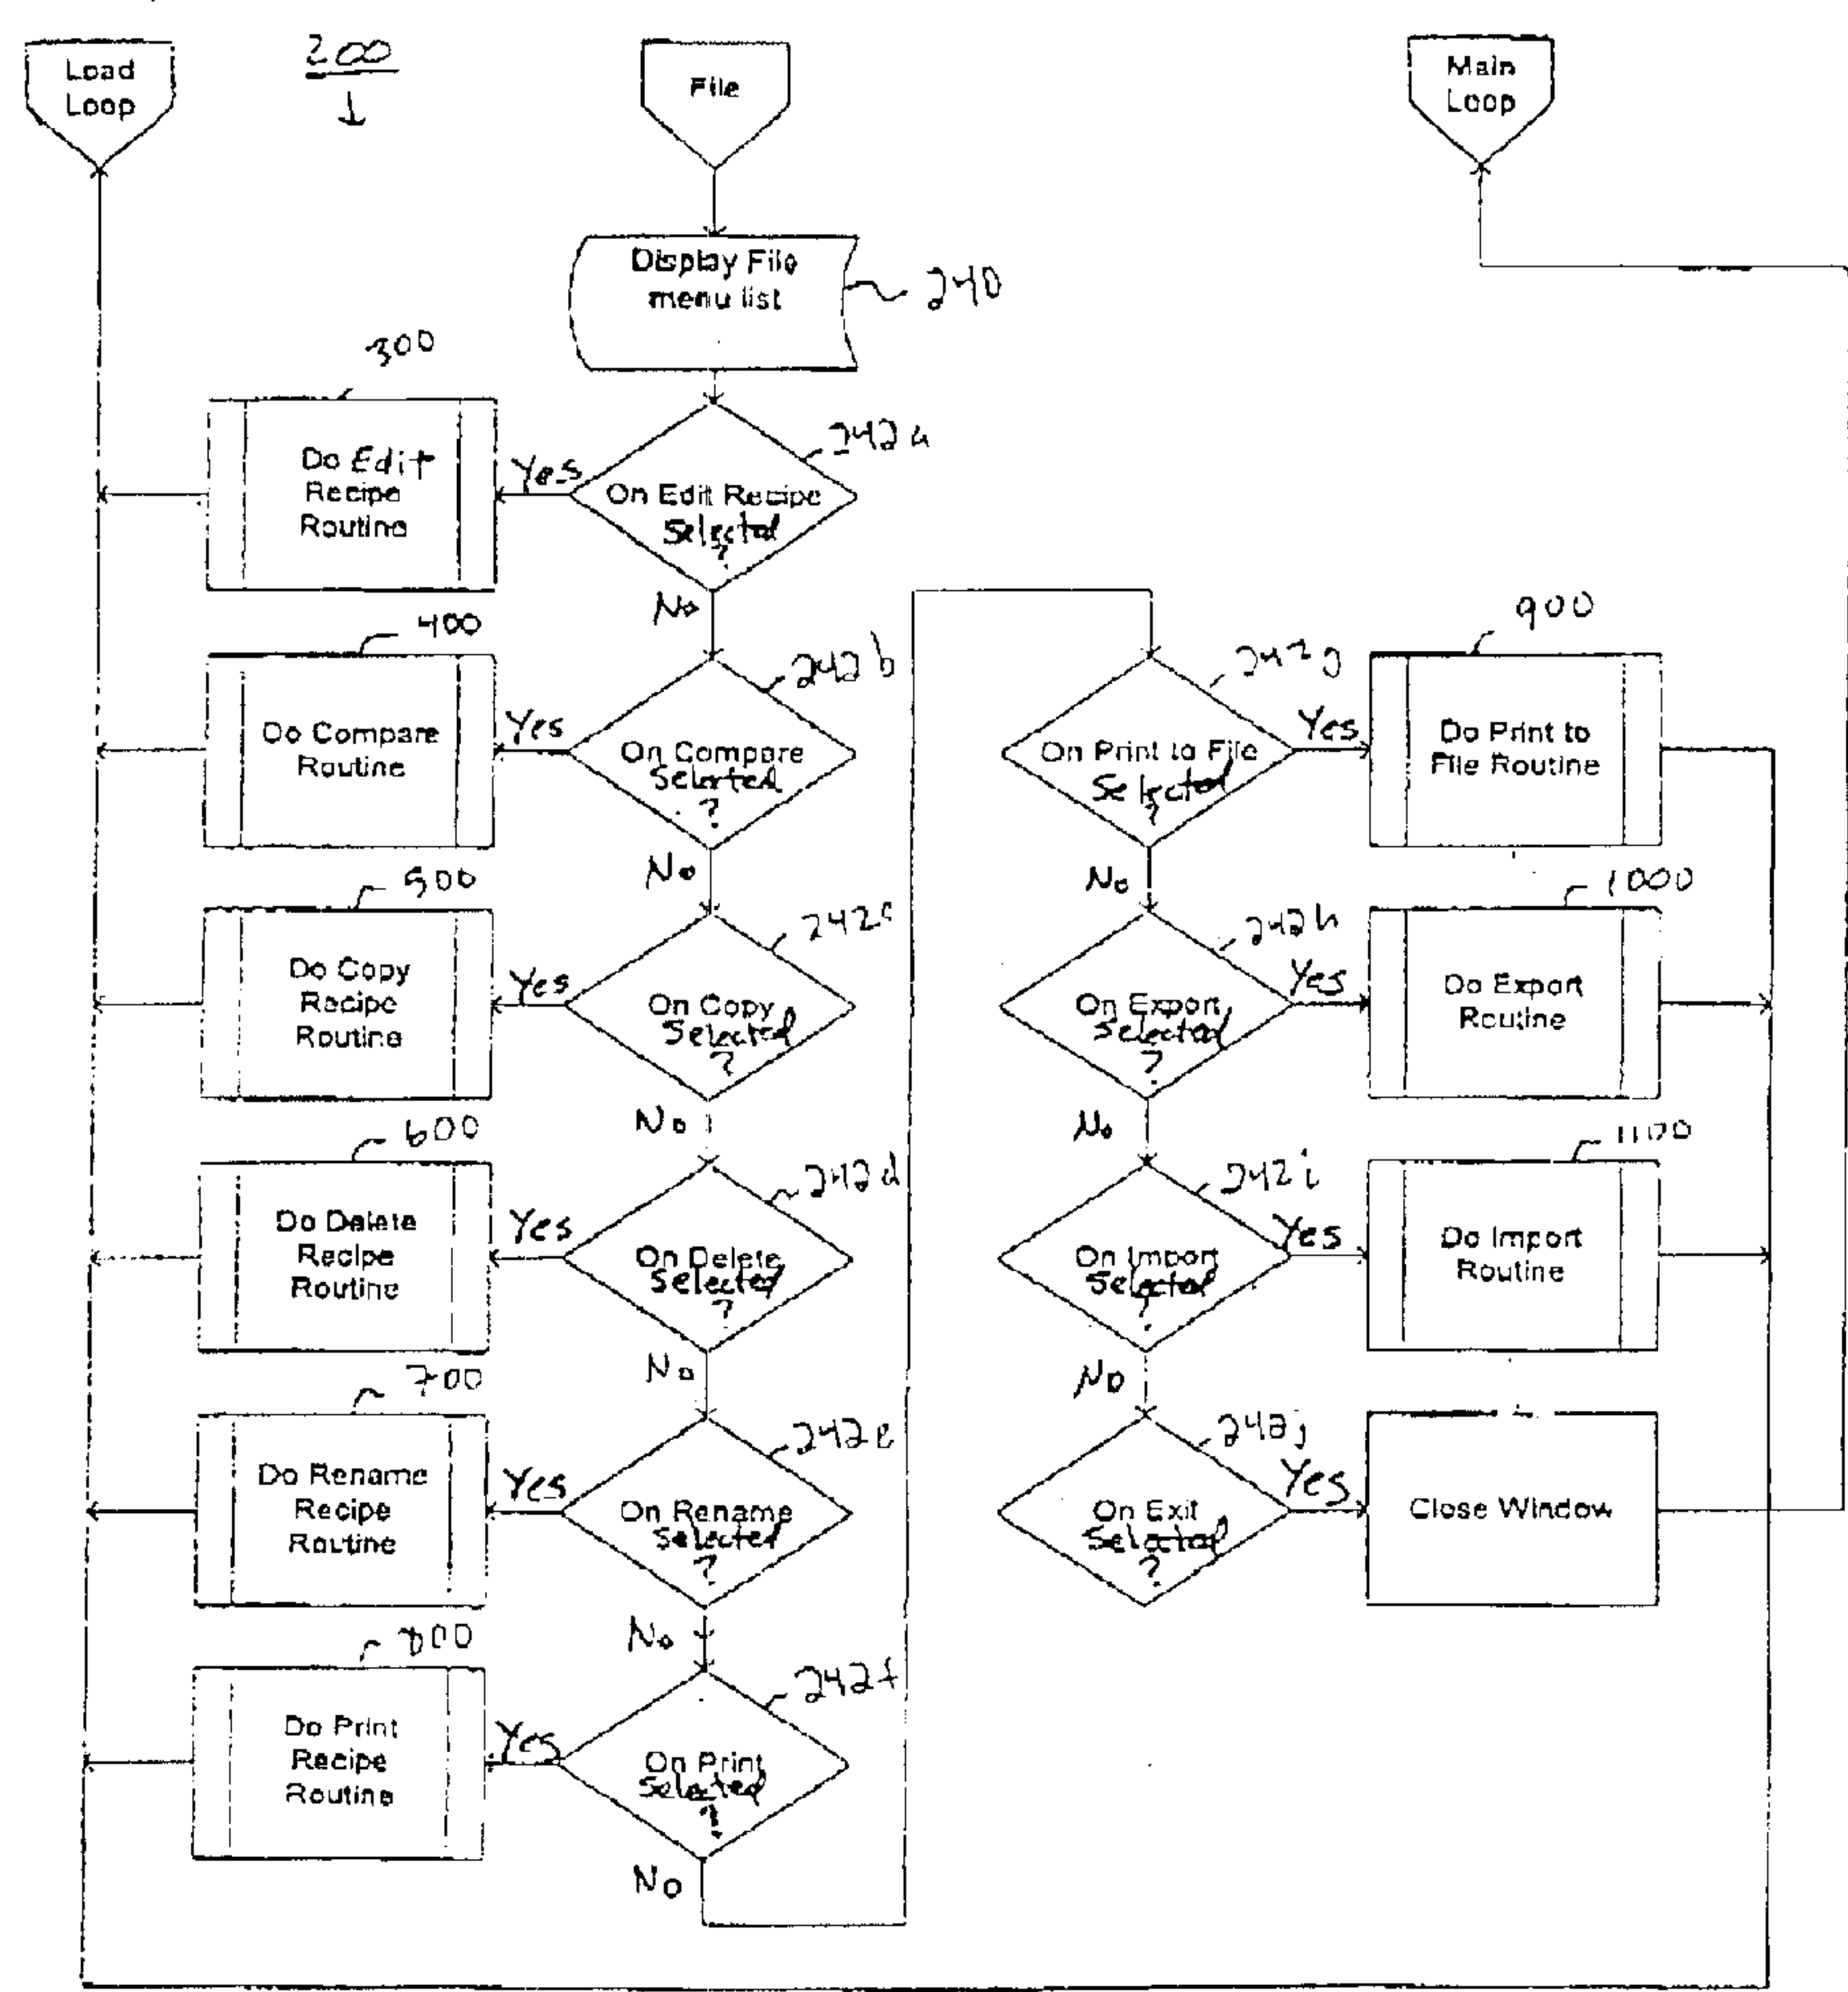 Load
Loop
200
File
Main
Loop
Display File
menu list
240
300
242a
Do Edit
Recipe
Routine
Yes
On Edit Recipe
Selected
?
No
400
242b
Do Compare
Routine
Yes
On Compare
Selected
?
No
500
242c
Do Copy
Recipe
Routine
Yes
On Copy
Selected
?
No
600
242d
Do Delete
Recipe
Routine
Yes
On Delete
Selected
?
No
700
242e
Do Rename
Recipe
Routine
Yes
On Rename
Selected
?
No
800
242f
Do Print
Recipe
Routine
Yes
On Print
Selected
?
No
242g
900
On Print to File
Selected
?
Yes
Do Print to
File Routine
No
242h
1000
On Export
Selected
?
Yes
Do Export
Routine
No
242i
1100
On Import
Selected
?
Yes
Do Import
Routine
No
242j
On Exit
Selected
?
Yes
Close Window